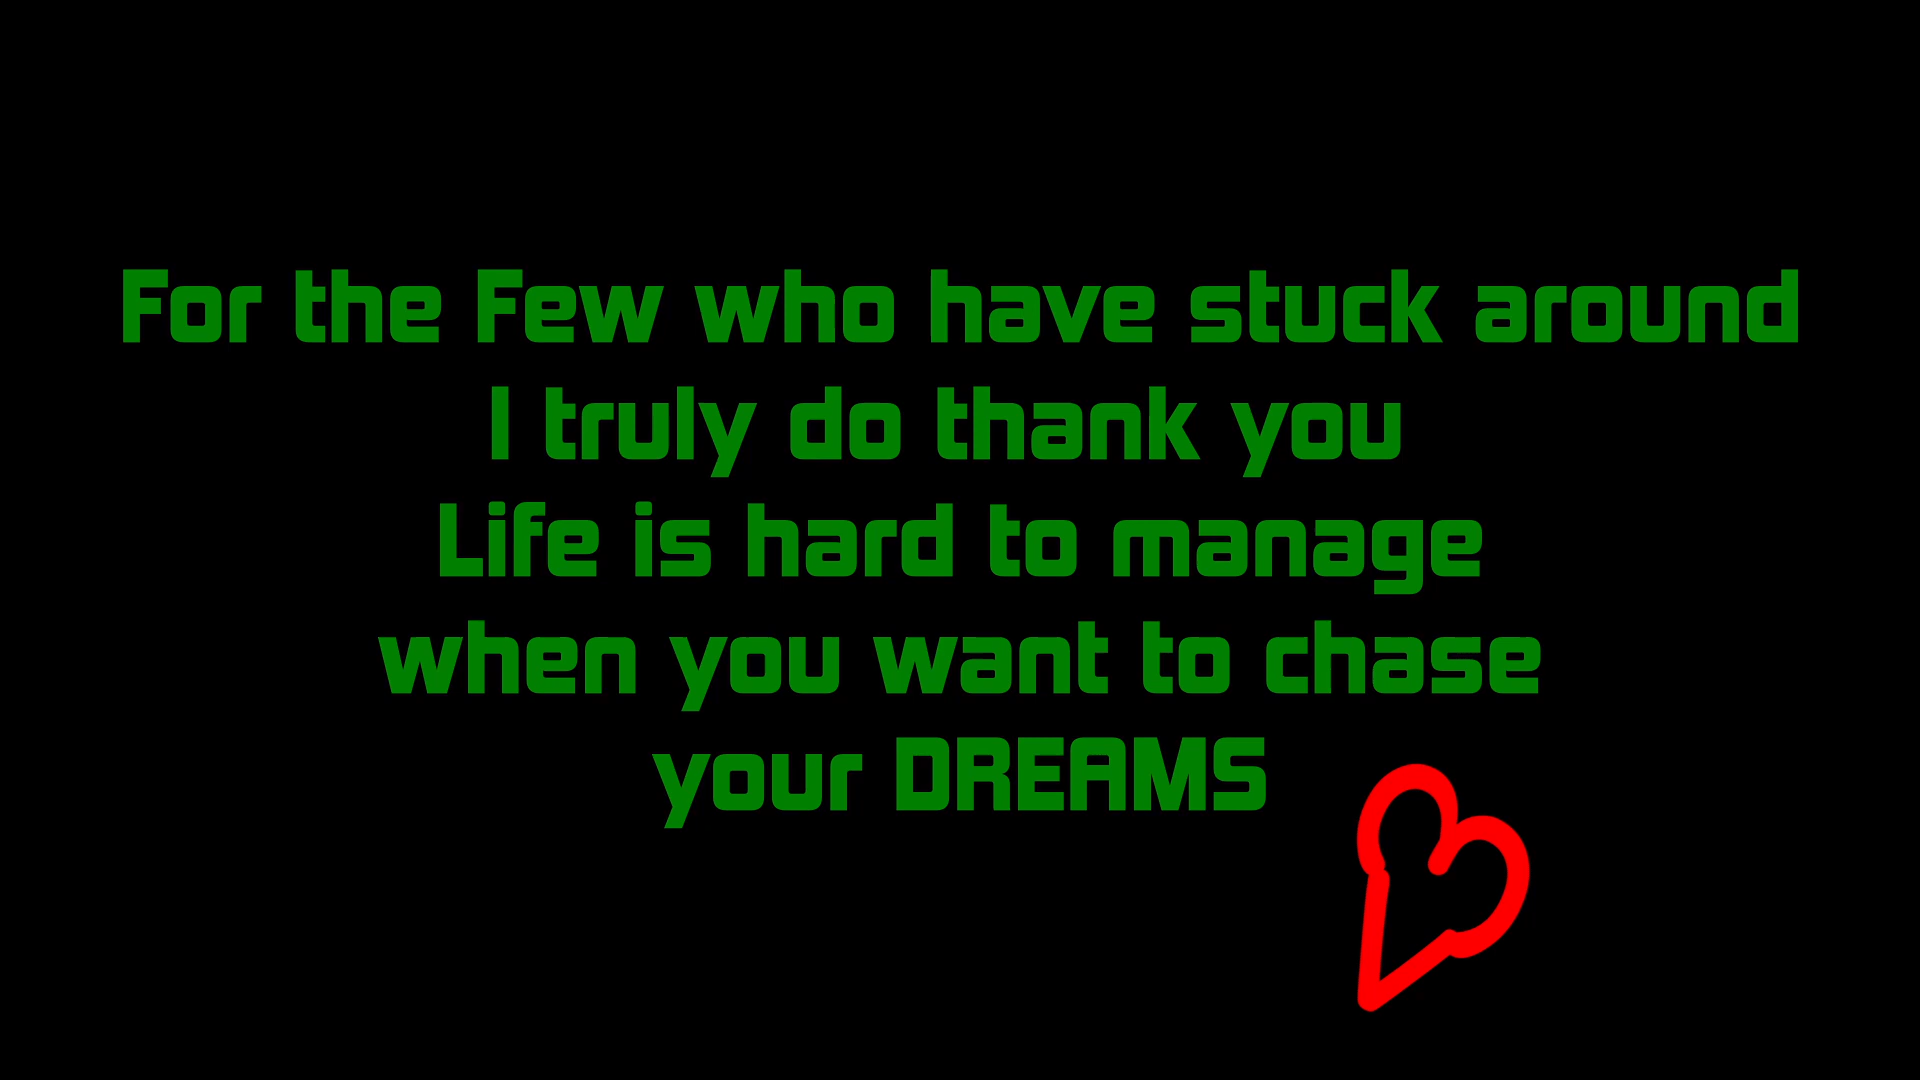 For the Few who have stuck around
I truly do thank you
Life is hard to manage
when you want to chase
your DREAMS